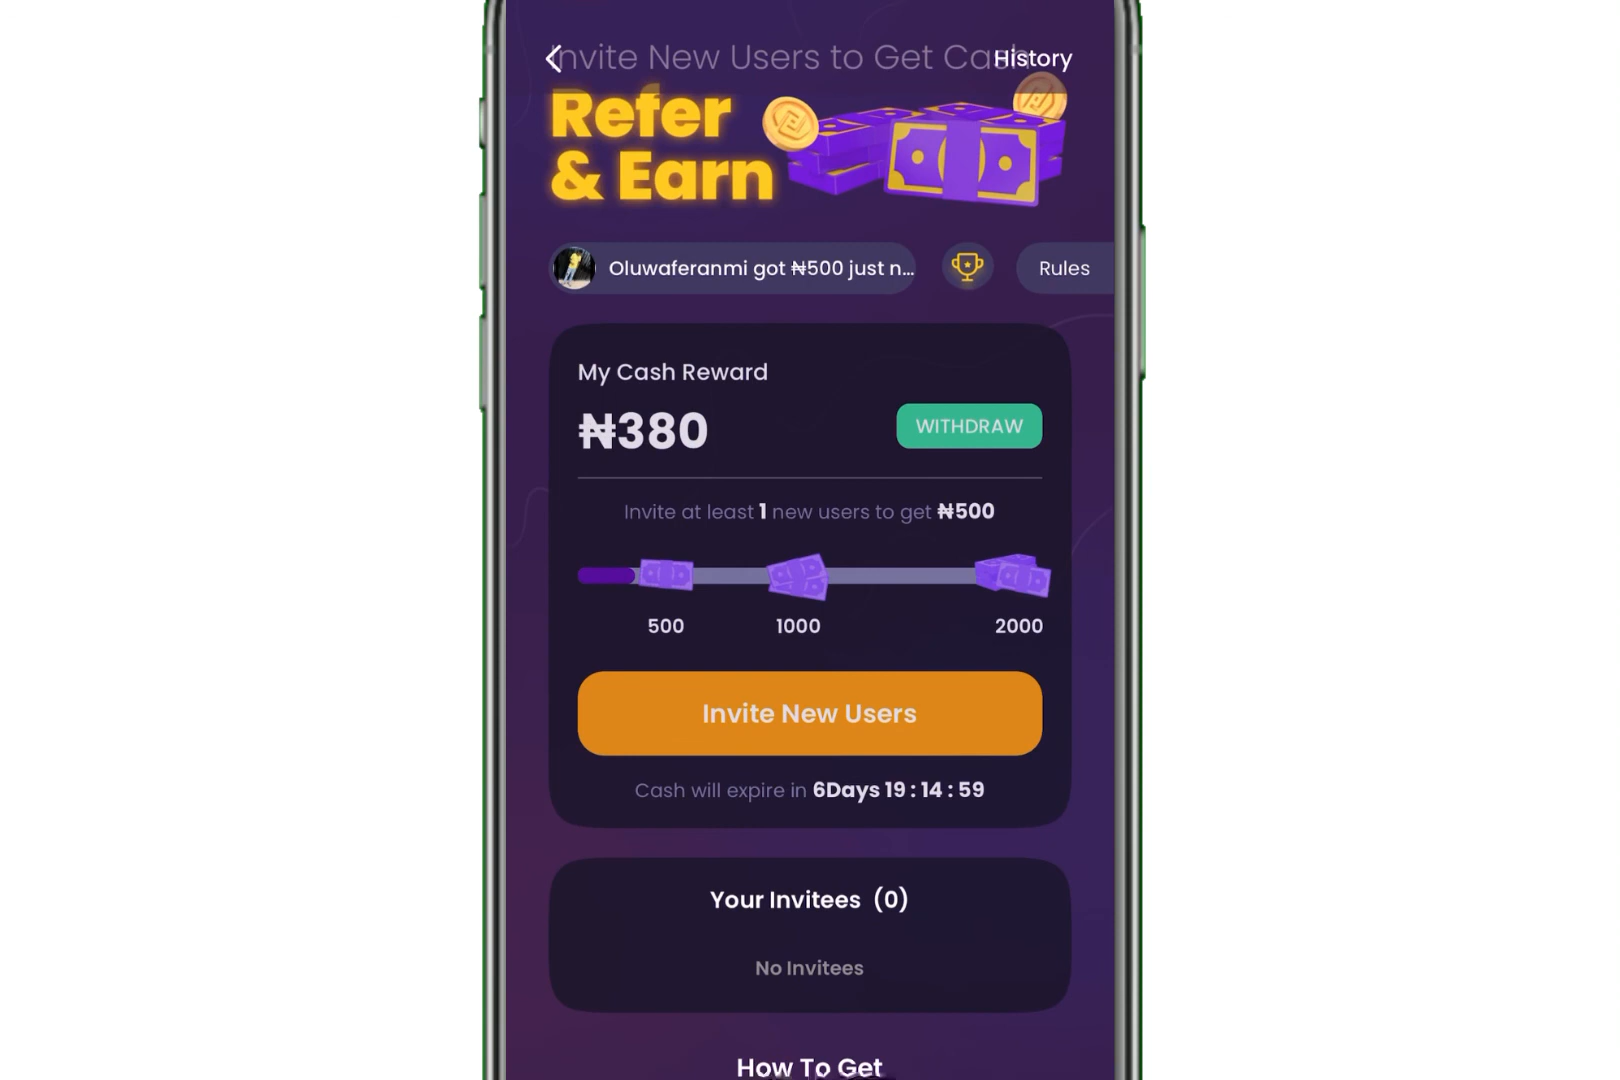 Invite New Users to Get Cash
History
Refer
& Earn
Oluwaferanmi got ₦500 just n...
Rules
My Cash Reward
₦380
WITHDRAW
Invite at least 1 new users to get ₦500
500 1000 2000
Invite New Users
Cash will expire in 6Days 19 : 14 : 59
Your Invitees (0)
No Invitees
How To Get